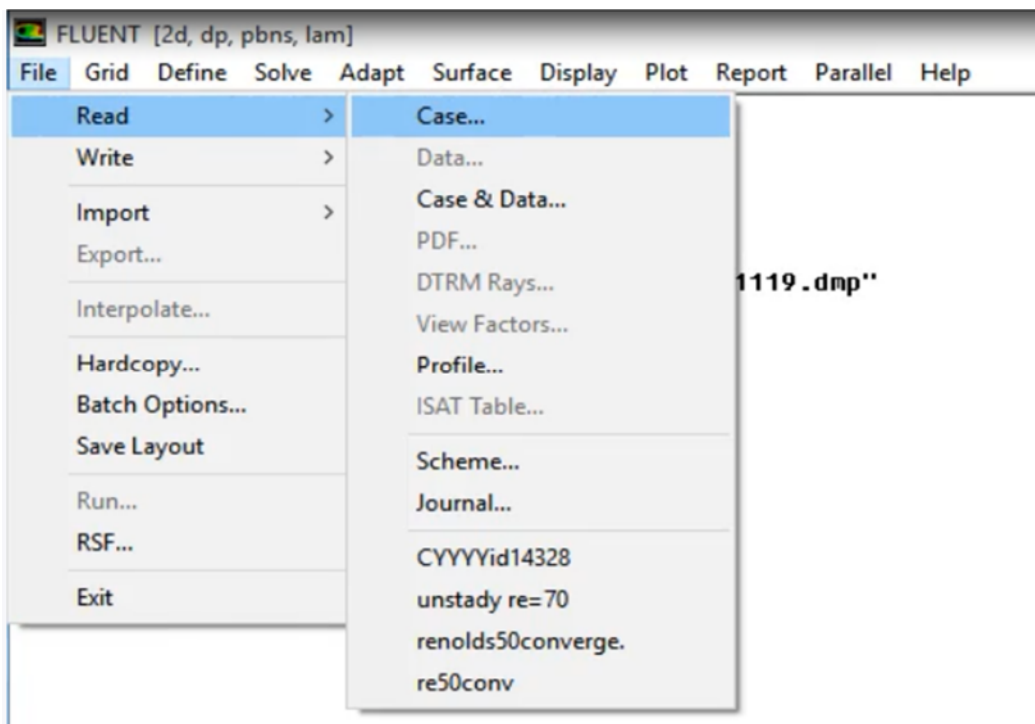 FLUENT [2d, dp, pbns, lam]
File Grid Define Solve Adapt Surface Display Plot Report Parallel Help
Read
Write
Import
Export...
Interpolate...
Hardcopy...
Batch Options...
Save Layout
Run...
RSF...
Exit
Case...
Data...
Case & Data...
PDF...
DTRM Rays...
View Factors...
Profile...
ISAT Table...
Scheme...
Journal...
CYYYYid14328
unstady re=70
renolds50converge.
re50conv
1119.dmp"